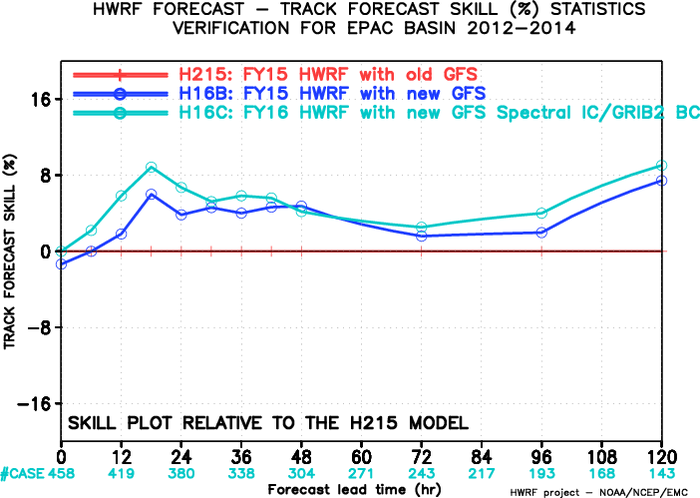 HWRF FORECAST – TRACK FORECAST SKILL (%) STATISTICS
VERIFICATION FOR EPAC BASIN 2012–2014
H215: FY15 HWRF with old GFS
H16B: FY15 HWRF with new GFS
H16C: FY16 HWRF with new GFS Spectral IC/GRIB2 BC
TRACK FORECAST SKILL (%)
16
8
0
–8
–16
SKILL PLOT RELATIVE TO THE H215 MODEL
0 12 24 36 48 60 72 84 96 108 120
#CASE 458 419 380 338 304 271 243 217 193 168 143
Forecast lead time (hr)
HWRF project – NOAA/NCEP/EMC